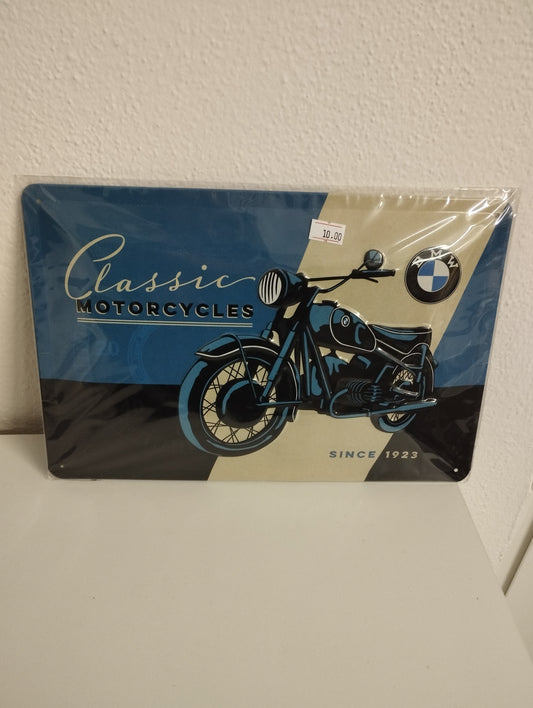 Classic
MOTORCYCLES
10.00
BMW
SINCE 1923